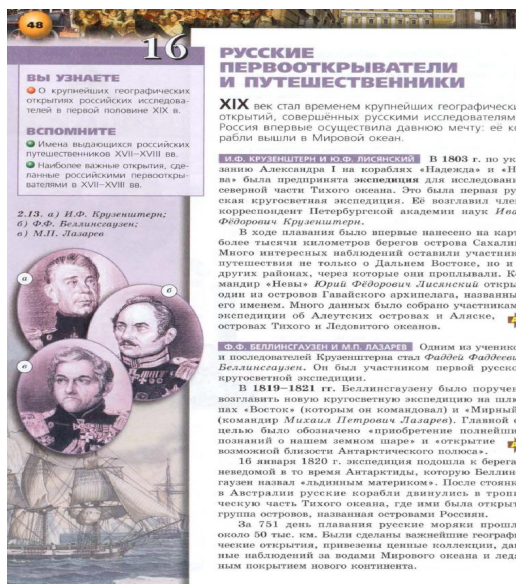 48
16
ВЫ УЗНАЕТЕ
О крупнейших географических
открытиях российских исследова-
телей в первой половине XIX в.
ВСПОМНИТЕ
Имена выдающихся российских
путешественников XVII–XVIII вв.
Наиболее важные открытия, сде-
ланные российскими первооткры-
вателями в XVII–XVIII вв.
2.13. а) И.Ф. Крузенштерн;
б) Ф.Ф. Беллинсгаузен;
в) М.П. Лазарев
а
б
в
РУССКИЕ
ПЕРВООТКРЫВАТЕЛИ
И ПУТЕШЕСТВЕННИКИ
XIX век стал временем крупнейших географически
открытий, совершённых русскими исследователям
Россия впервые осуществила давнюю мечту: её ко
рабли вышли в Мировой океан.
И.Ф. КРУЗЕНШТЕРН И Ю.Ф. ЛИСЯНСКИЙ В 1803 г. по ука
занию Александра I на кораблях «Надежда» и «Н
ва» была предпринята экспедиция для исследовани
северной части Тихого океана. Это была первая ру
ская кругосветная экспедиция. Её возглавил член
корреспондент Петербургской академии наук Ива
Фёдорович Крузенштерн.
В ходе плавания было впервые нанесено на карт
более тысячи километров берегов острова Сахалин
Много интересных наблюдений оставили участник
путешествия не только о Дальнем Востоке, но и
других районах, через которые они проплывали. К
мандир «Невы» Юрий Фёдорович Лисянский откры
один из островов Гавайского архипелага, названны
его именем. Много данных было собрано участникам
экспедиции об Алеутских островах и Аляске,
островах Тихого и Ледовитого океанов.
Ф.Ф. БЕЛЛИНСГАУЗЕН И М.П. ЛАЗАРЕВ Одним из ученико
и последователей Крузенштерна стал Фаддей Фаддееви
Беллинсгаузен. Он был участником первой русско
кругосветной экспедиции.
В 1819–1821 гг. Беллинсгаузену было поручен
возглавить новую кругосветную экспедицию на шлю
пах «Восток» (которым он командовал) и «Мирный
(командир Михаил Петрович Лазарев). Главной е
целью было обозначено «приобретение полнейши
познаний о нашем земном шаре» и «открытие
возможной близости Антарктического полюса».
16 января 1820 г. экспедиция подошла к берега
неведомой в то время Антарктиды, которую Беллин
гаузен назвал «льдинным материком». После стоянк
в Австралии русские корабли двинулись в тропи
ческую часть Тихого океана, где ими была открыт
группа островов, названная островами Россиян.
За 751 день плавания русские моряки прошл
около 50 тыс. км. Были сделаны важнейшие географи
ческие открытия, привезены ценные коллекции, да
ные наблюдений за водами Мирового океана и леда
ным покрытием нового континента.